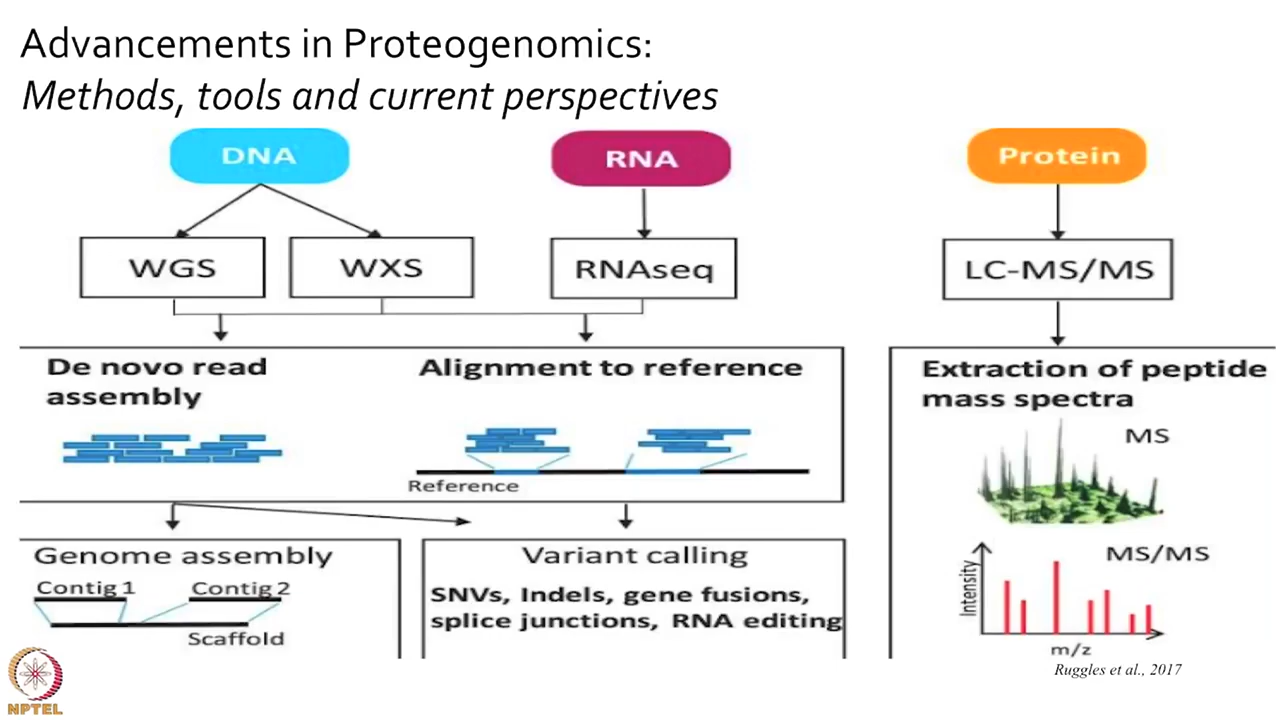 Advancements in Proteogenomics:
Methods, tools and current perspectives
DNA
RNA
Protein
WGS
WXS
RNAseq
LC-MS/MS
De novo read
assembly
Alignment to reference
Reference
Extraction of peptide
mass spectra
MS
MS/MS
Intensity
m/z
Genome assembly
Contig 1
Contig 2
Scaffold
Variant calling
SNVs, Indels, gene fusions,
splice junctions, RNA editing
Ruggles et al., 2017
NPTEL